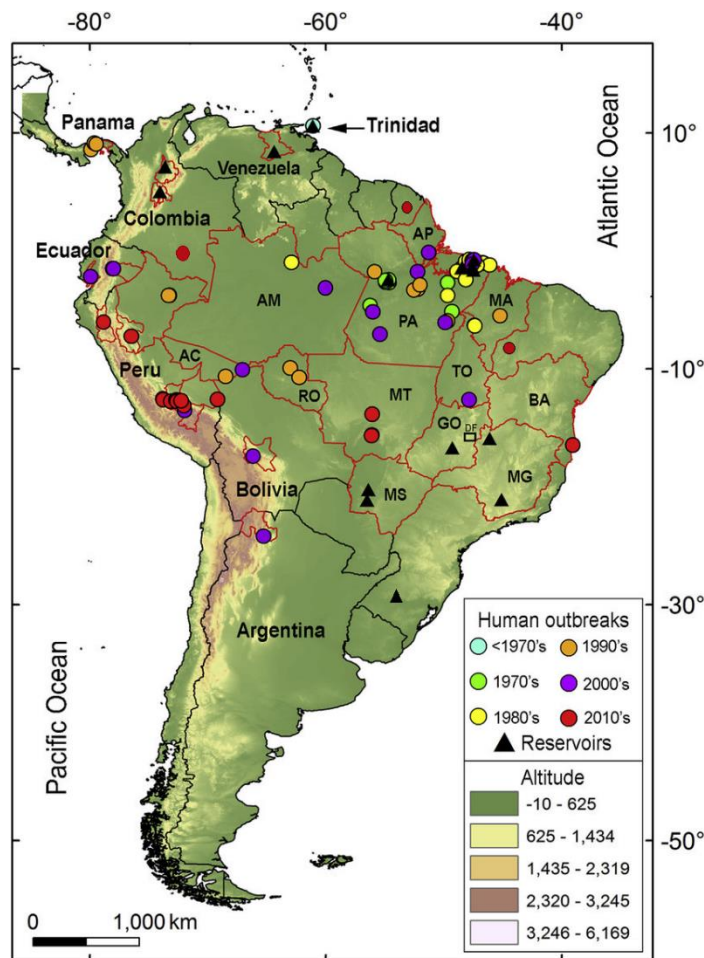 -80° -60° -40°
Atlantic Ocean
Panama
Trinidad
10°
Venezuela
Colombia
Ecuador
AP
0°
AM
PA
MA
Peru
AC
-10°
RO
MT
TO
BA
GO
DF
Bolivia
MS
MG
-30°
Argentina
Pacific Ocean
Human outbreaks
<1970's 1990's
1970's 2000's
1980's 2010's
Reservoirs
Altitude
-10 - 625
625 - 1,434
1,435 - 2,319
2,320 - 3,245
3,246 - 6,169
-50°
0 1,000 km